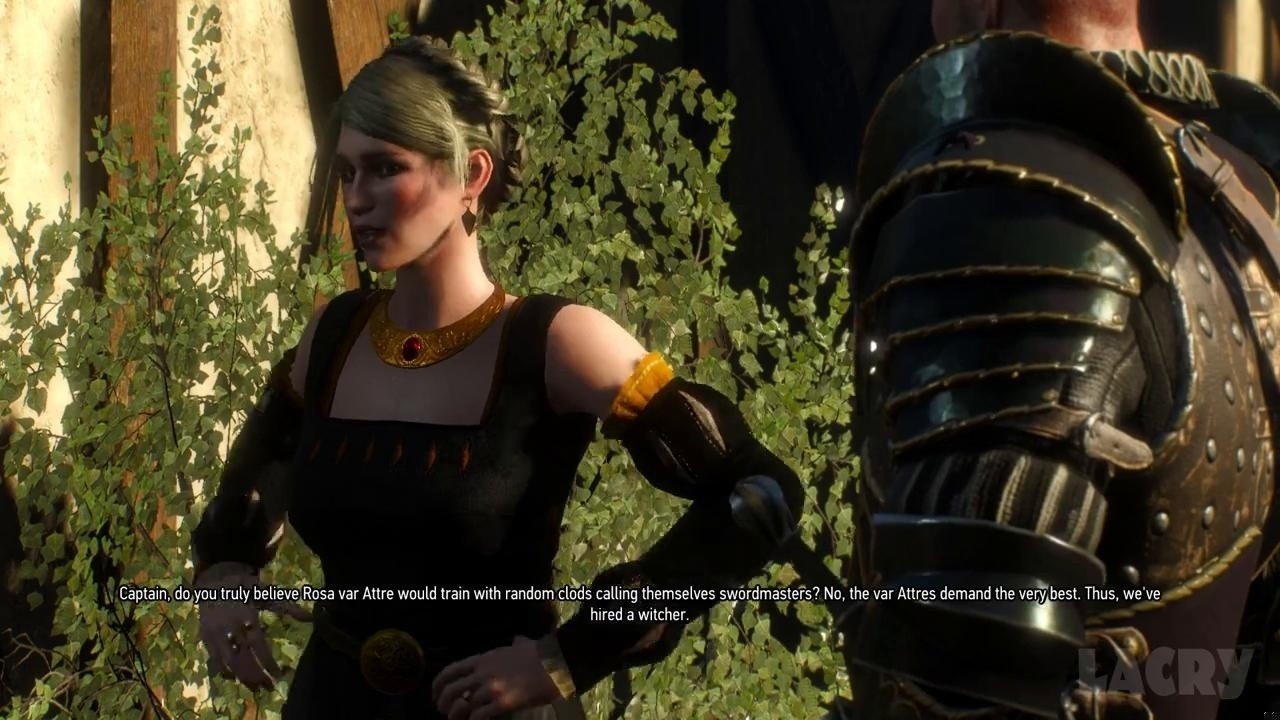 Captain, do you truly believe Rosa var Attre would train with random clods calling themselves swordmasters? No, the var Attres demand the very best. Thus, we've
hired a witcher.
LACRY